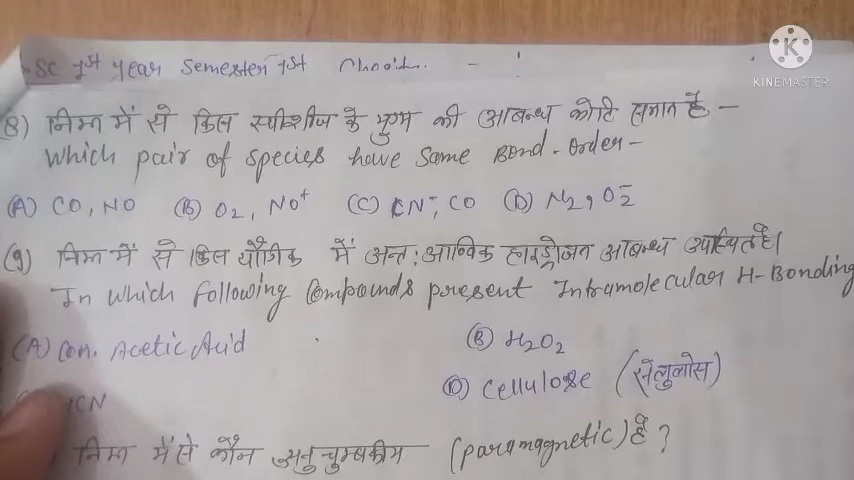 KINEMASTER
Sc 1st year Semester 1st
8) निम्न में से किस स्पीशीज के युग्म की आबन्ध कोटि समान है -
Which pair of species have same Bond-Order-
(A) CO, NO (B) O2, NO+ (C) CN-, CO (D) N2, O2-
(9) निम्न में से किस यौगिक में अन्त:आण्विक हाइड्रोजन आबन्ध उपस्थित है।
In which following Compounds present Intramolecular H-Bonding
(A) Con. Acetic Acid (B) H2O2
HCN (D) Cellulose (सेलुलोस)
निम्न में से कौन अनुचुम्बकीय (paramagnetic) है ?